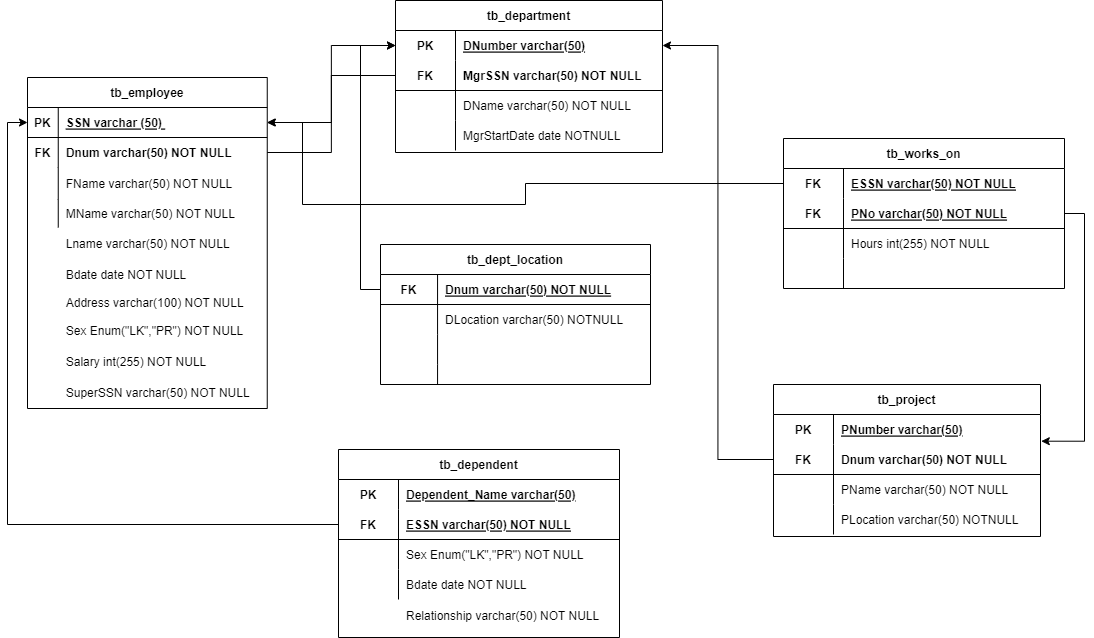 tb_department
PK DNumber varchar(50)
FK MgrSSN varchar(50) NOT NULL
DName varchar(50) NOT NULL
MgrStartDate date NOTNULL
tb_employee
PK SSN varchar (50)
FK Dnum varchar(50) NOT NULL
FName varchar(50) NOT NULL
MName varchar(50) NOT NULL
Lname varchar(50) NOT NULL
Bdate date NOT NULL
Address varchar(100) NOT NULL
Sex Enum("LK","PR") NOT NULL
Salary int(255) NOT NULL
SuperSSN varchar(50) NOT NULL
tb_works_on
FK ESSN varchar(50) NOT NULL
FK PNo varchar(50) NOT NULL
Hours int(255) NOT NULL
tb_dept_location
FK Dnum varchar(50) NOT NULL
DLocation varchar(50) NOTNULL
tb_project
PK PNumber varchar(50)
FK Dnum varchar(50) NOT NULL
PName varchar(50) NOT NULL
PLocation varchar(50) NOTNULL
tb_dependent
PK Dependent_Name varchar(50)
FK ESSN varchar(50) NOT NULL
Sex Enum("LK","PR") NOT NULL
Bdate date NOT NULL
Relationship varchar(50) NOT NULL